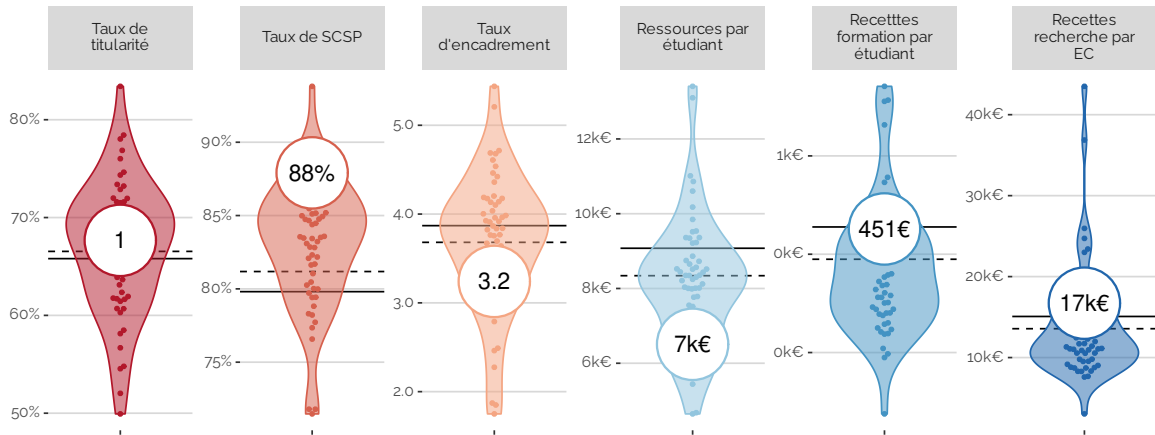 Taux de
titularité
Taux de SCSP
Taux
d'encadrement
Ressources par
étudiant
Recetttes
formation par
étudiant
Recettes
recherche par
EC
80%
70%
60%
50%
1
90%
85%
80%
75%
88%
5.0
4.0
3.0
2.0
3.2
12k€
10k€
8k€
6k€
7k€
1k€
0k€
0k€
451€
40k€
30k€
20k€
10k€
17k€